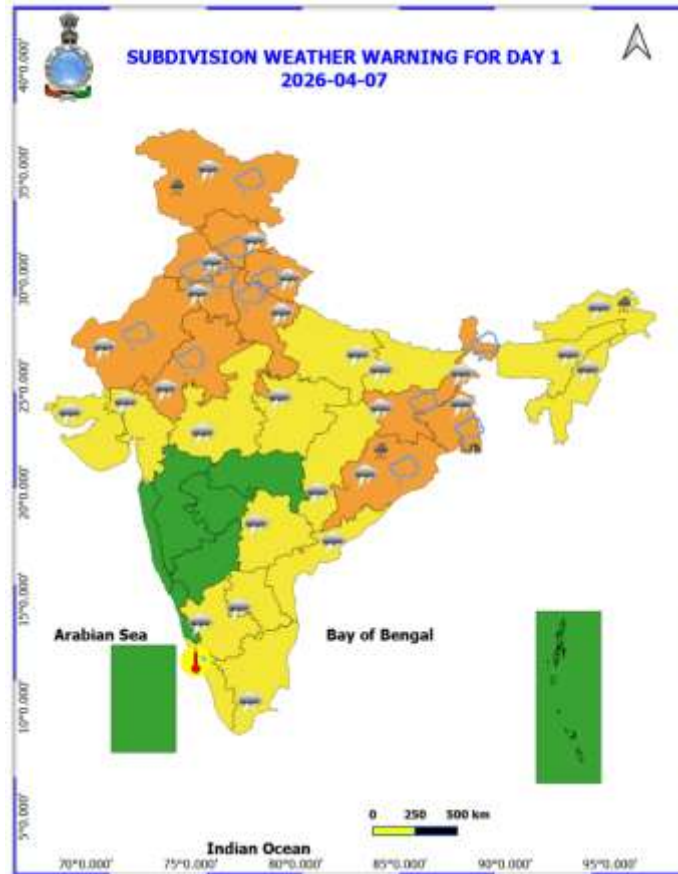 SUBDIVISION WEATHER WARNING FOR DAY 1
2026-04-07
40°0.000'
35°0.000'
30°0.000'
25°0.000'
20°0.000'
15°0.000'
10°0.000'
5°0.000'
Arabian Sea
Bay of Bengal
0 250 500 km
Indian Ocean
70°0.000' 75°0.000' 80°0.000' 85°0.000' 90°0.000' 95°0.000'